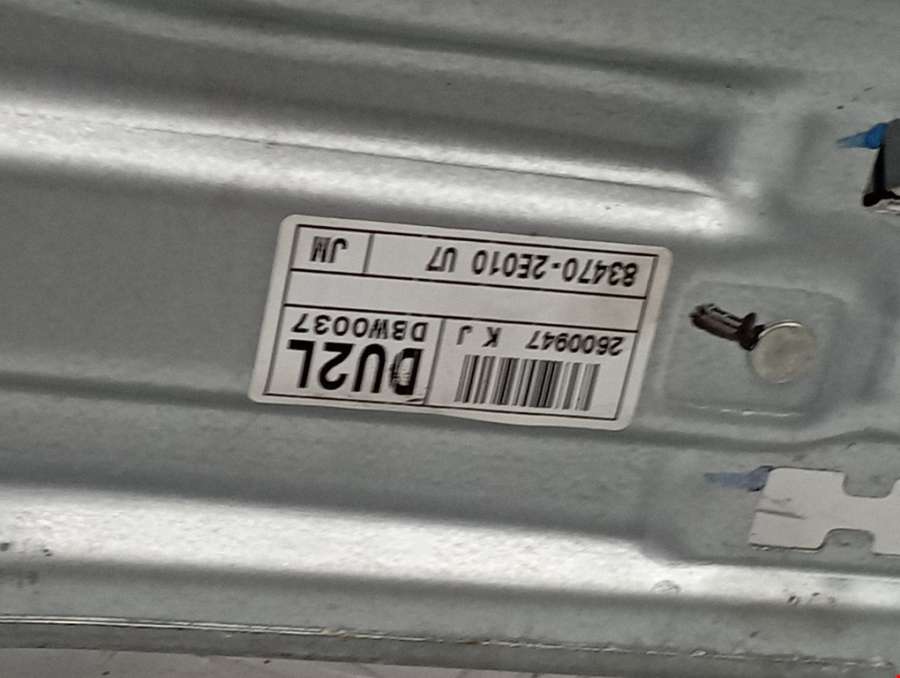 DU2L
DBW0037
2600947 K J
83470-2E010 U7
JM